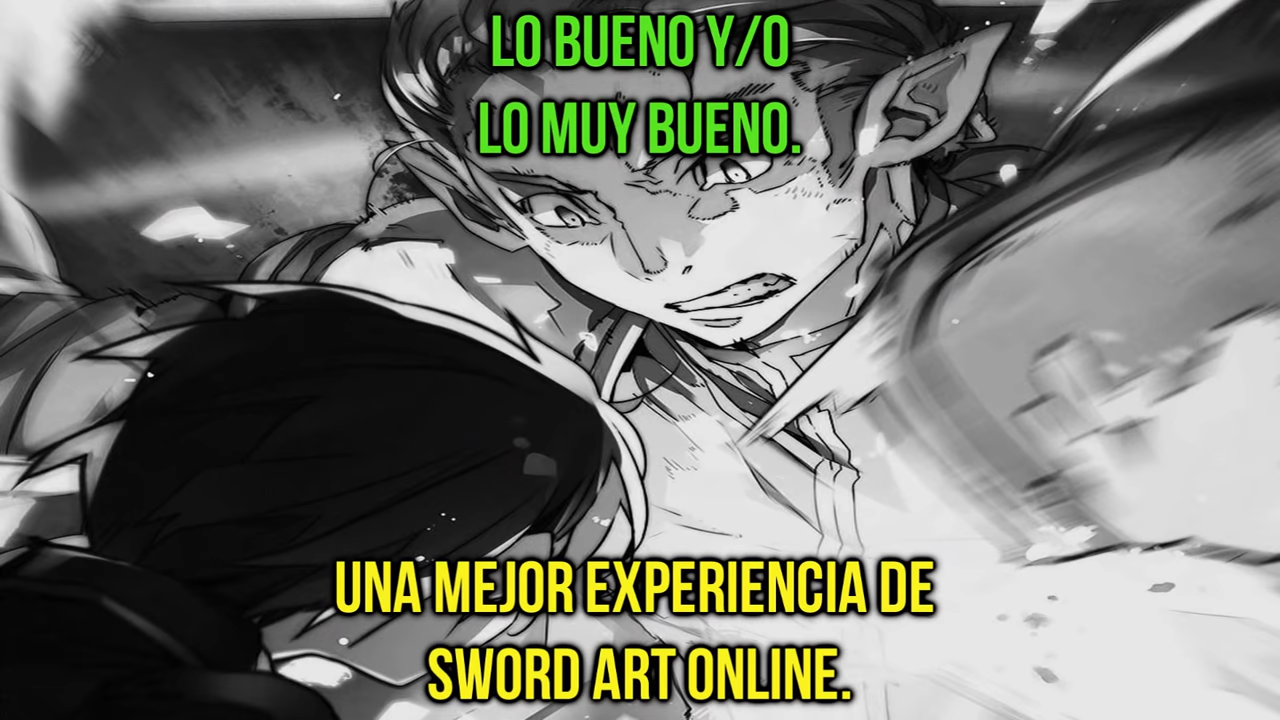 LO BUENO Y/O
LO MUY BUENO.
UNA MEJOR EXPERIENCIA DE
SWORD ART ONLINE.